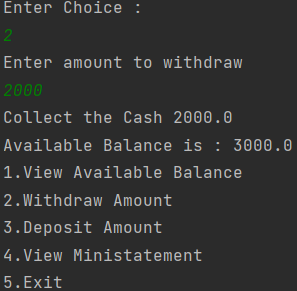 Enter Choice :
2
Enter amount to withdraw
2000
Collect the Cash 2000.0
Available Balance is : 3000.0
1.View Available Balance
2.Withdraw Amount
3.Deposit Amount
4.View Ministatement
5.Exit